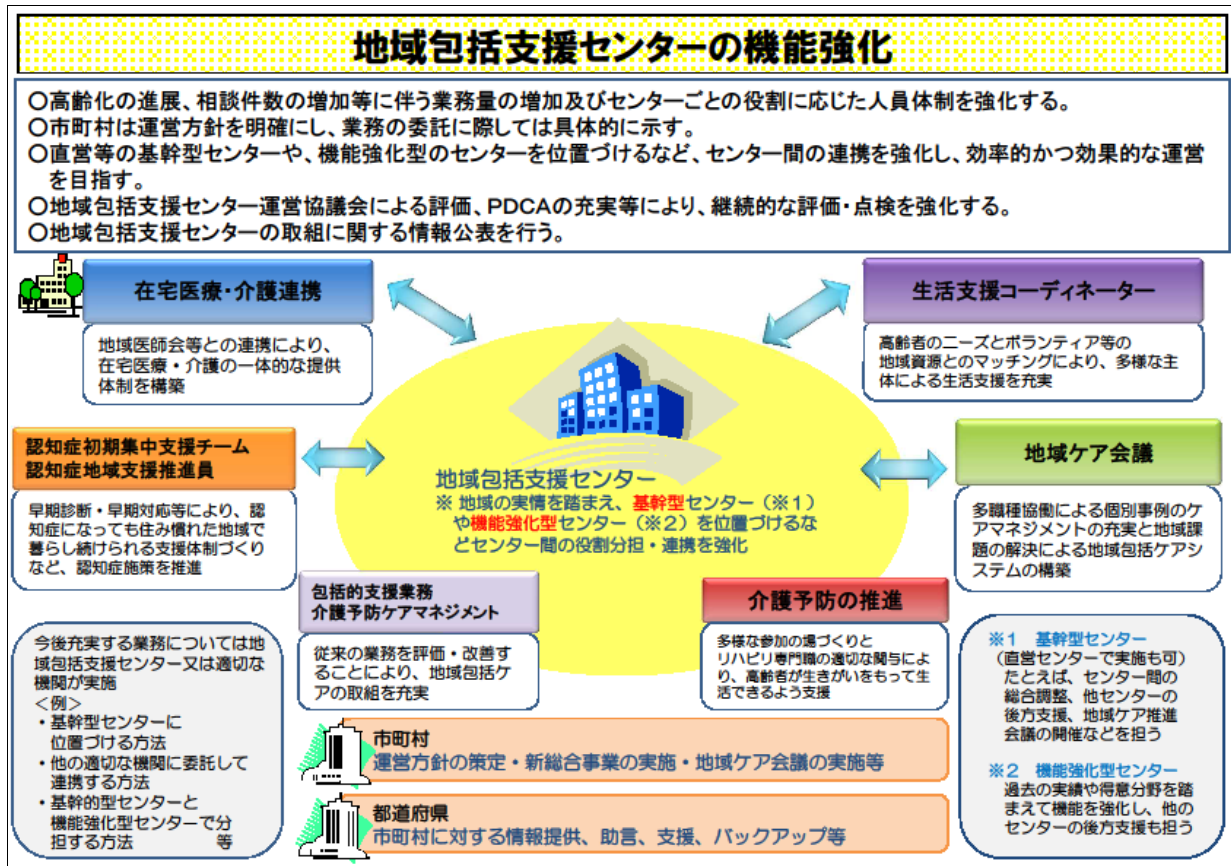 地域包括支援センターの機能強化
○高齢化の進展、相談件数の増加等に伴う業務量の増加及びセンターごとの役割に応じた人員体制を強化する。
○市町村は運営方針を明確にし、業務の委託に際しては具体的に示す。
○直営等の基幹型センターや、機能強化型のセンターを位置づけるなど、センター間の連携を強化し、効率的かつ効果的な運営
を目指す。
○地域包括支援センター運営協議会による評価、PDCAの充実等により、継続的な評価・点検を強化する。
○地域包括支援センターの取組に関する情報公表を行う。
在宅医療・介護連携
地域医師会等との連携により、
在宅医療・介護の一体的な提供
体制を構築
生活支援コーディネーター
高齢者のニーズとボランティア等の
地域資源とのマッチングにより、多様な主
体による生活支援を充実
認知症初期集中支援チーム
認知症地域支援推進員
早期診断・早期対応等により、認
知症になっても住み慣れた地域で
暮らし続けられる支援体制づくり
など、認知症施策を推進
地域包括支援センター
※ 地域の実情を踏まえ、基幹型センター（※１）
や機能強化型センター（※２）を位置づけるな
どセンター間の役割分担・連携を強化
地域ケア会議
多職種協働による個別事例のケ
アマネジメントの充実と地域課
題の解決による地域包括ケアシ
ステムの構築
包括的支援業務
介護予防ケアマネジメント
従来の業務を評価・改善す
ることにより、地域包括ケ
アの取組を充実
介護予防の推進
多様な参加の場づくりと
リハビリ専門職の適切な関与によ
り、高齢者が生きがいをもって生
活できるよう支援
今後充実する業務については地
域包括支援センター又は適切な
機関が実施
＜例＞
・基幹型センターに
位置づける方法
・他の適切な機関に委託して
連携する方法
・基幹的型センターと
機能強化型センターで分
担する方法 等
市町村
運営方針の策定・新総合事業の実施・地域ケア会議の実施等
都道府県
市町村に対する情報提供、助言、支援、バックアップ等
※１ 基幹型センター
（直営センターで実施も可）
たとえば、センター間の
総合調整、他センターの
後方支援、地域ケア推進
会議の開催などを担う
※２ 機能強化型センター
過去の実績や得意分野を踏
まえて機能を強化し、他の
センターの後方支援も担う